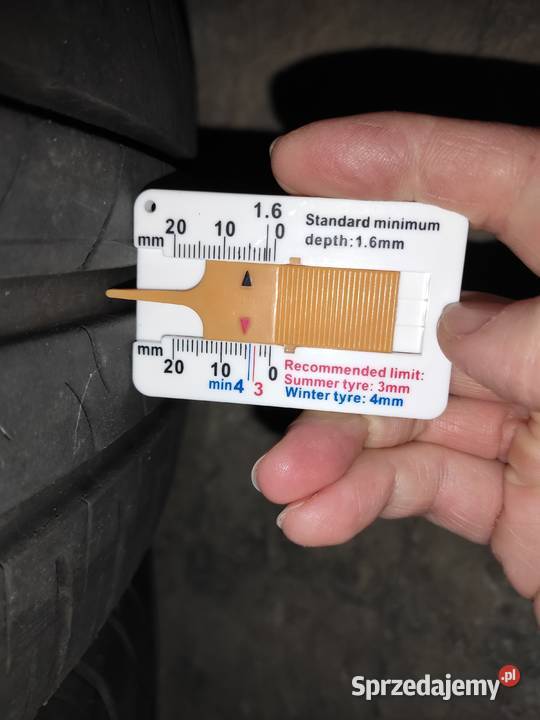 1.6
20 10 0
mm
Standard minimum
depth:1.6mm
mm
20 10 0
min4 3
Recommended limit:
Summer tyre: 3mm
Winter tyre: 4mm
Sprzedajemy.pl